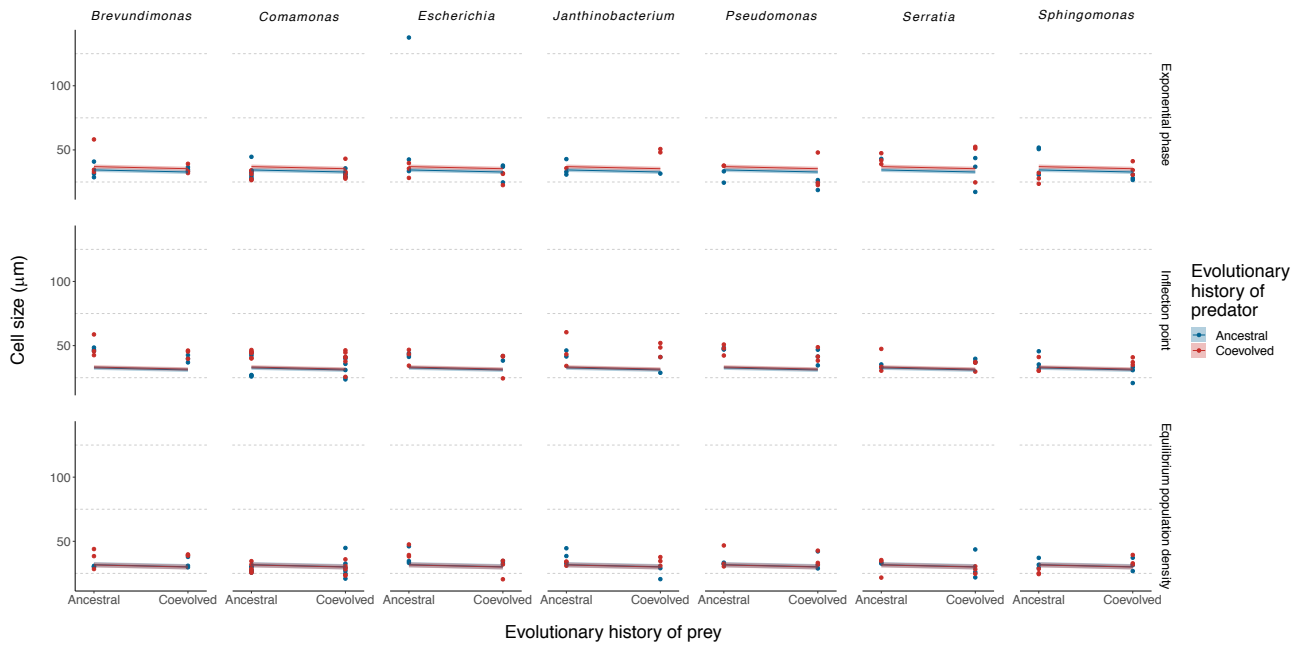 Brevundimonas Comamonas Escherichia Janthinobacterium Pseudomonas Serratia Sphingomonas
100
50
Exponential phase
100
50
Inflection point
100
50
Equilibrium population density
Cell size (μm)
Ancestral Coevolved Ancestral Coevolved Ancestral Coevolved Ancestral Coevolved Ancestral Coevolved Ancestral Coevolved Ancestral Coevolved
Evolutionary history of prey
Evolutionary
history of
predator
Ancestral
Coevolved